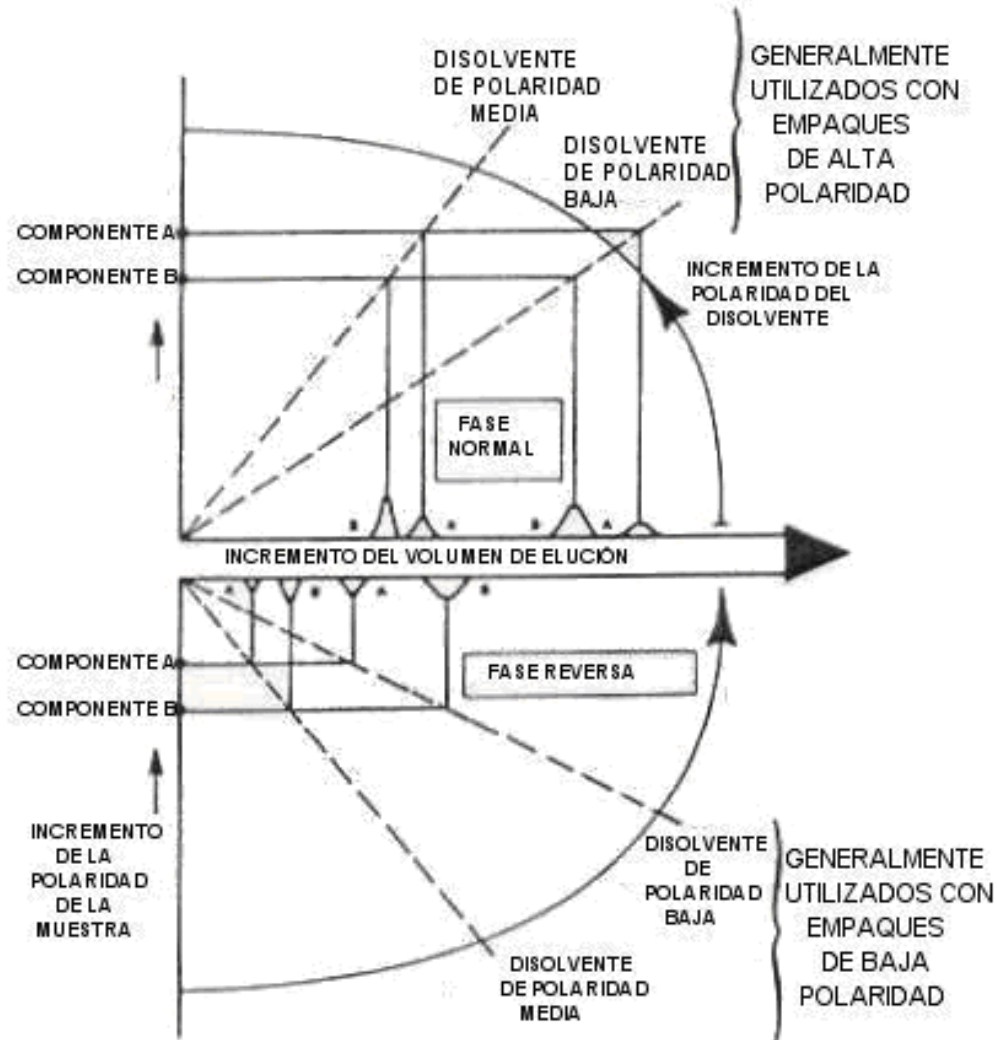 DISOLVENTE
DE POLARIDAD
MEDIA
DISOLVENTE
DE POLARIDAD
BAJA
GENERALMENTE
UTILIZADOS CON
EMPAQUES
DE ALTA
POLARIDAD
COMPONENTE A
COMPONENTE B
INCREMENTO DE LA
POLARIDAD DEL
DISOLVENTE
FASE
NORMAL
B A B A
INCREMENTO DEL VOLUMEN DE ELUCIÓN
A B A B
COMPONENTE A
COMPONENTE B
FASE REVERSA
INCREMENTO
DE LA
POLARIDAD
DE LA
MUESTRA
DISOLVENTE
DE
POLARIDAD
BAJA
DISOLVENTE
DE POLARIDAD
MEDIA
GENERALMENTE
UTILIZADOS CON
EMPAQUES
DE BAJA
POLARIDAD